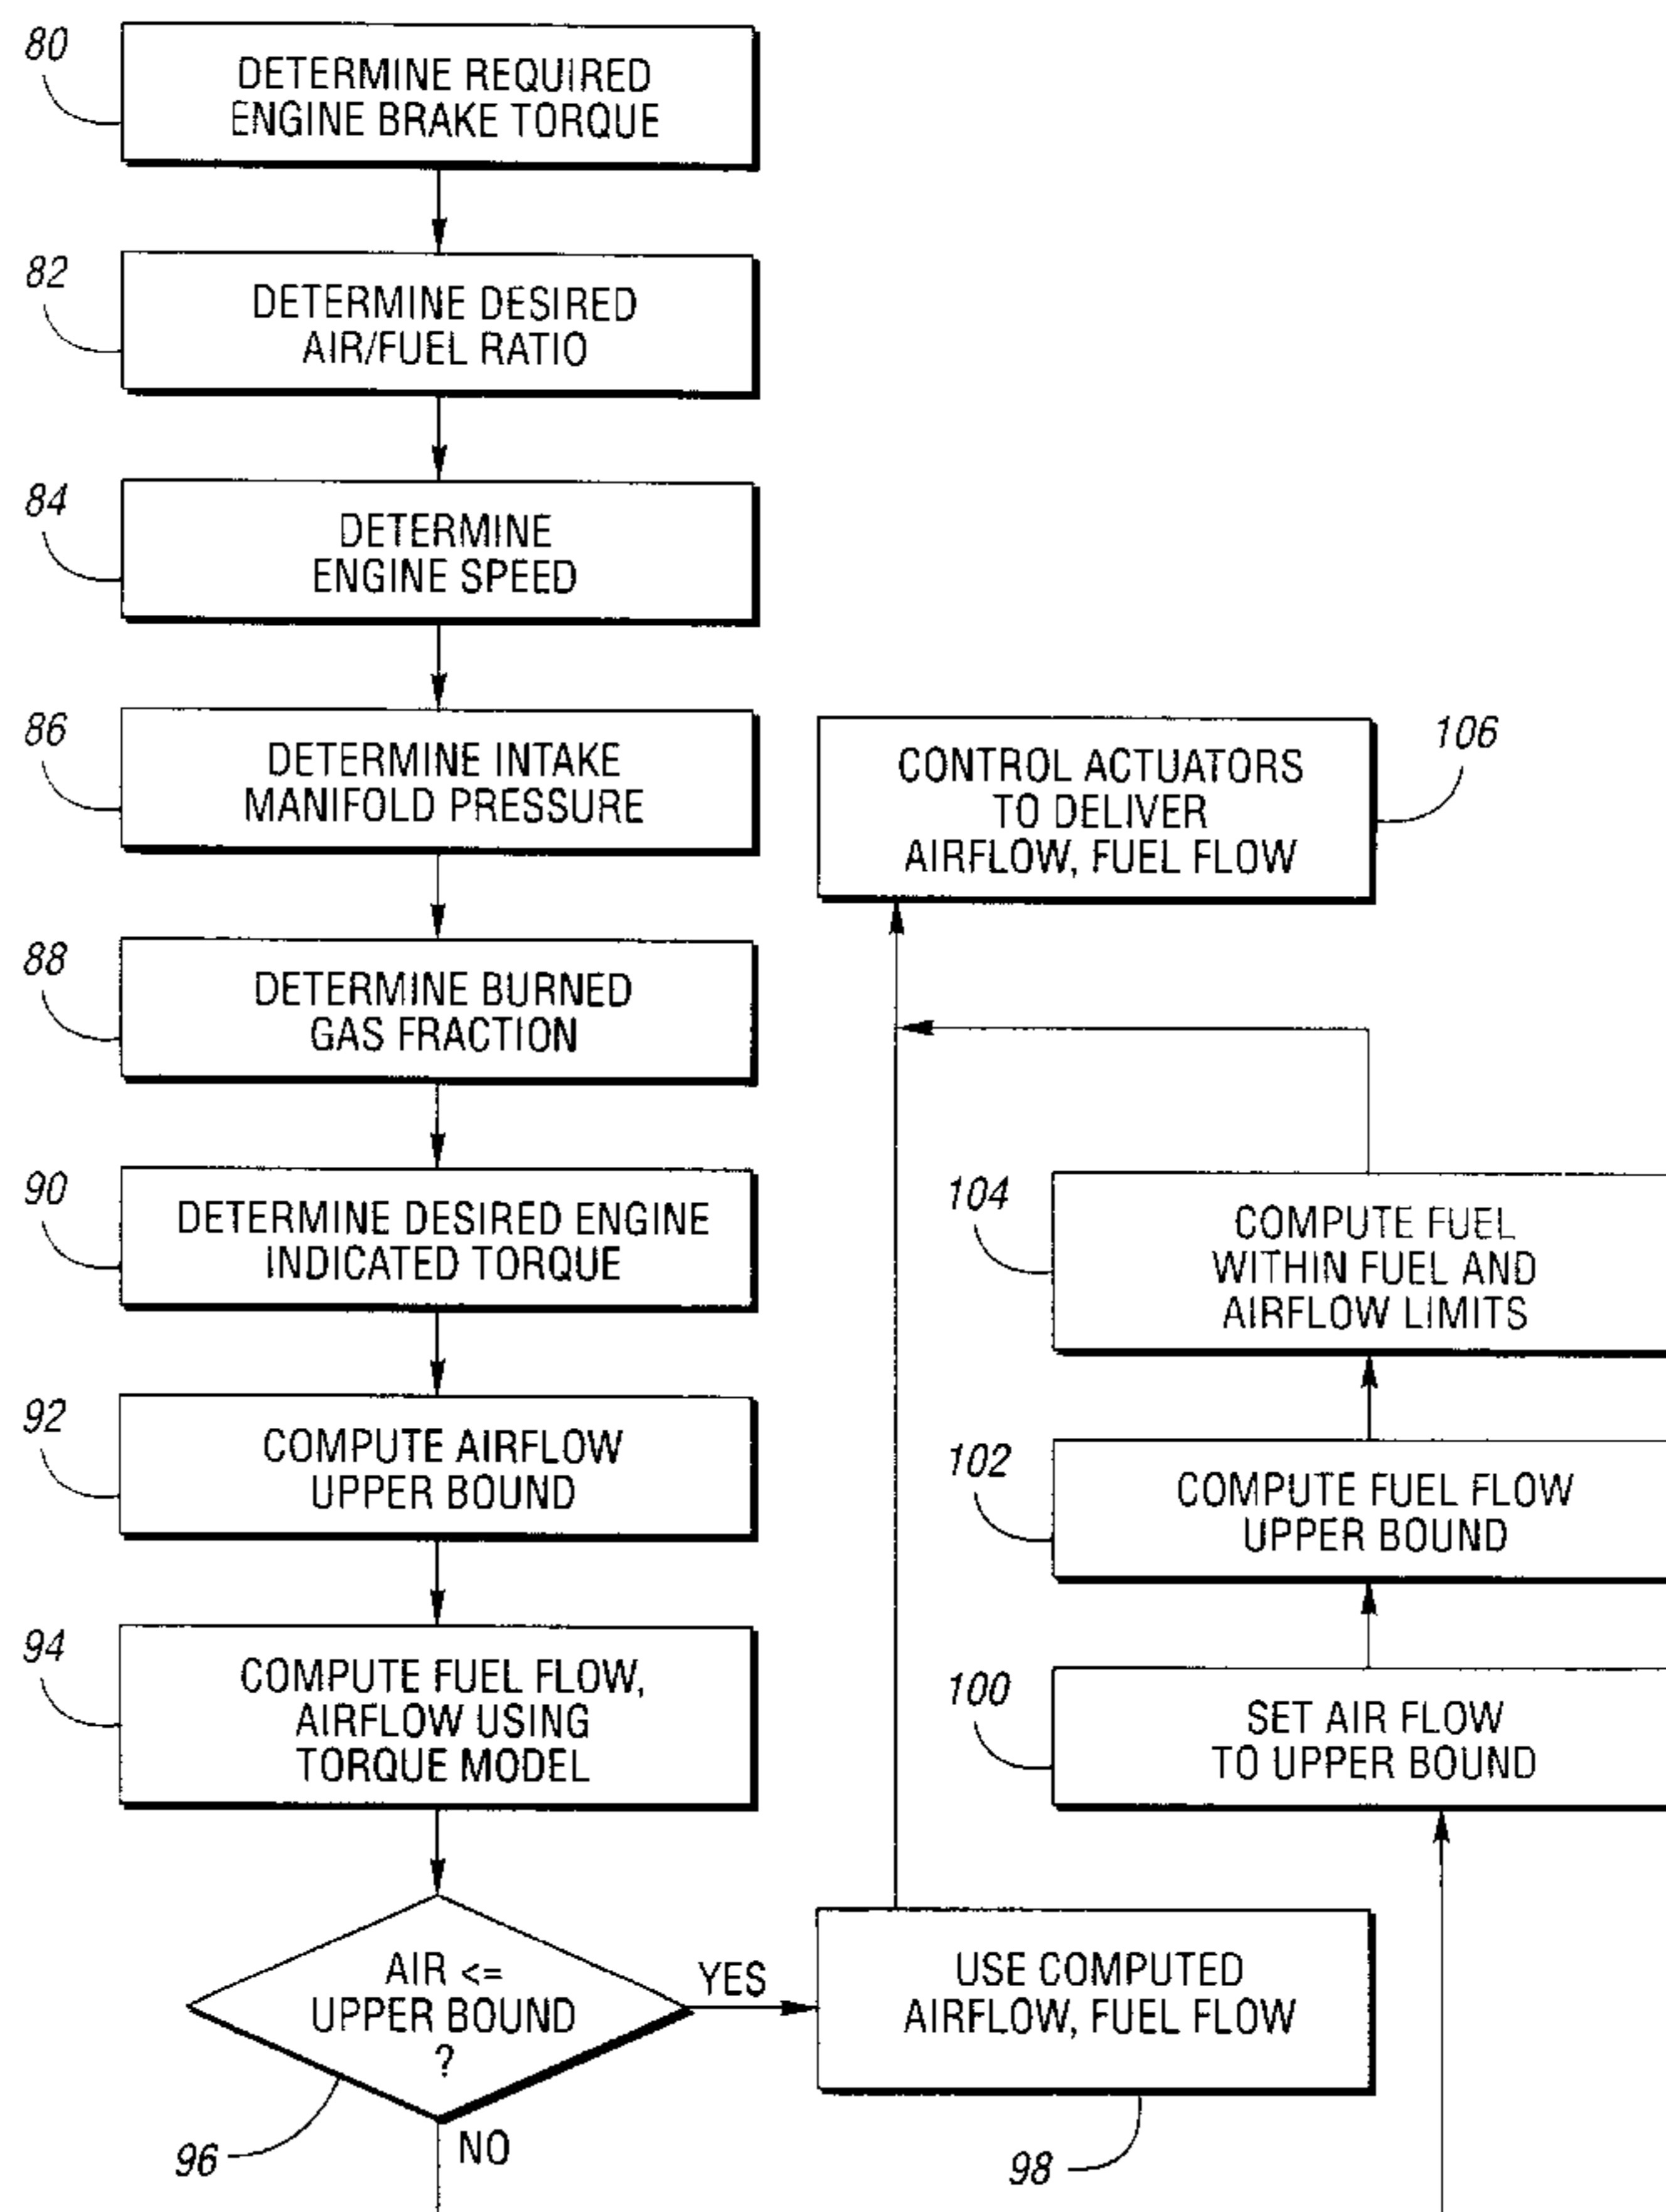 80
DETERMINE REQUIRED
ENGINE BRAKE TORQUE
82
DETERMINE DESIRED
AIR/FUEL RATIO
84
DETERMINE
ENGINE SPEED
86
DETERMINE INTAKE
MANIFOLD PRESSURE
88
DETERMINE BURNED
GAS FRACTION
90
DETERMINE DESIRED ENGINE
INDICATED TORQUE
92
COMPUTE AIRFLOW
UPPER BOUND
94
COMPUTE FUEL FLOW,
AIRFLOW USING
TORQUE MODEL
AIR <=
UPPER BOUND
?
96
YES
NO
USE COMPUTED
AIRFLOW, FUEL FLOW
98
100
SET AIR FLOW
TO UPPER BOUND
102
COMPUTE FUEL FLOW
UPPER BOUND
104
COMPUTE FUEL
WITHIN FUEL AND
AIRFLOW LIMITS
CONTROL ACTUATORS
TO DELIVER
AIRFLOW, FUEL FLOW
106